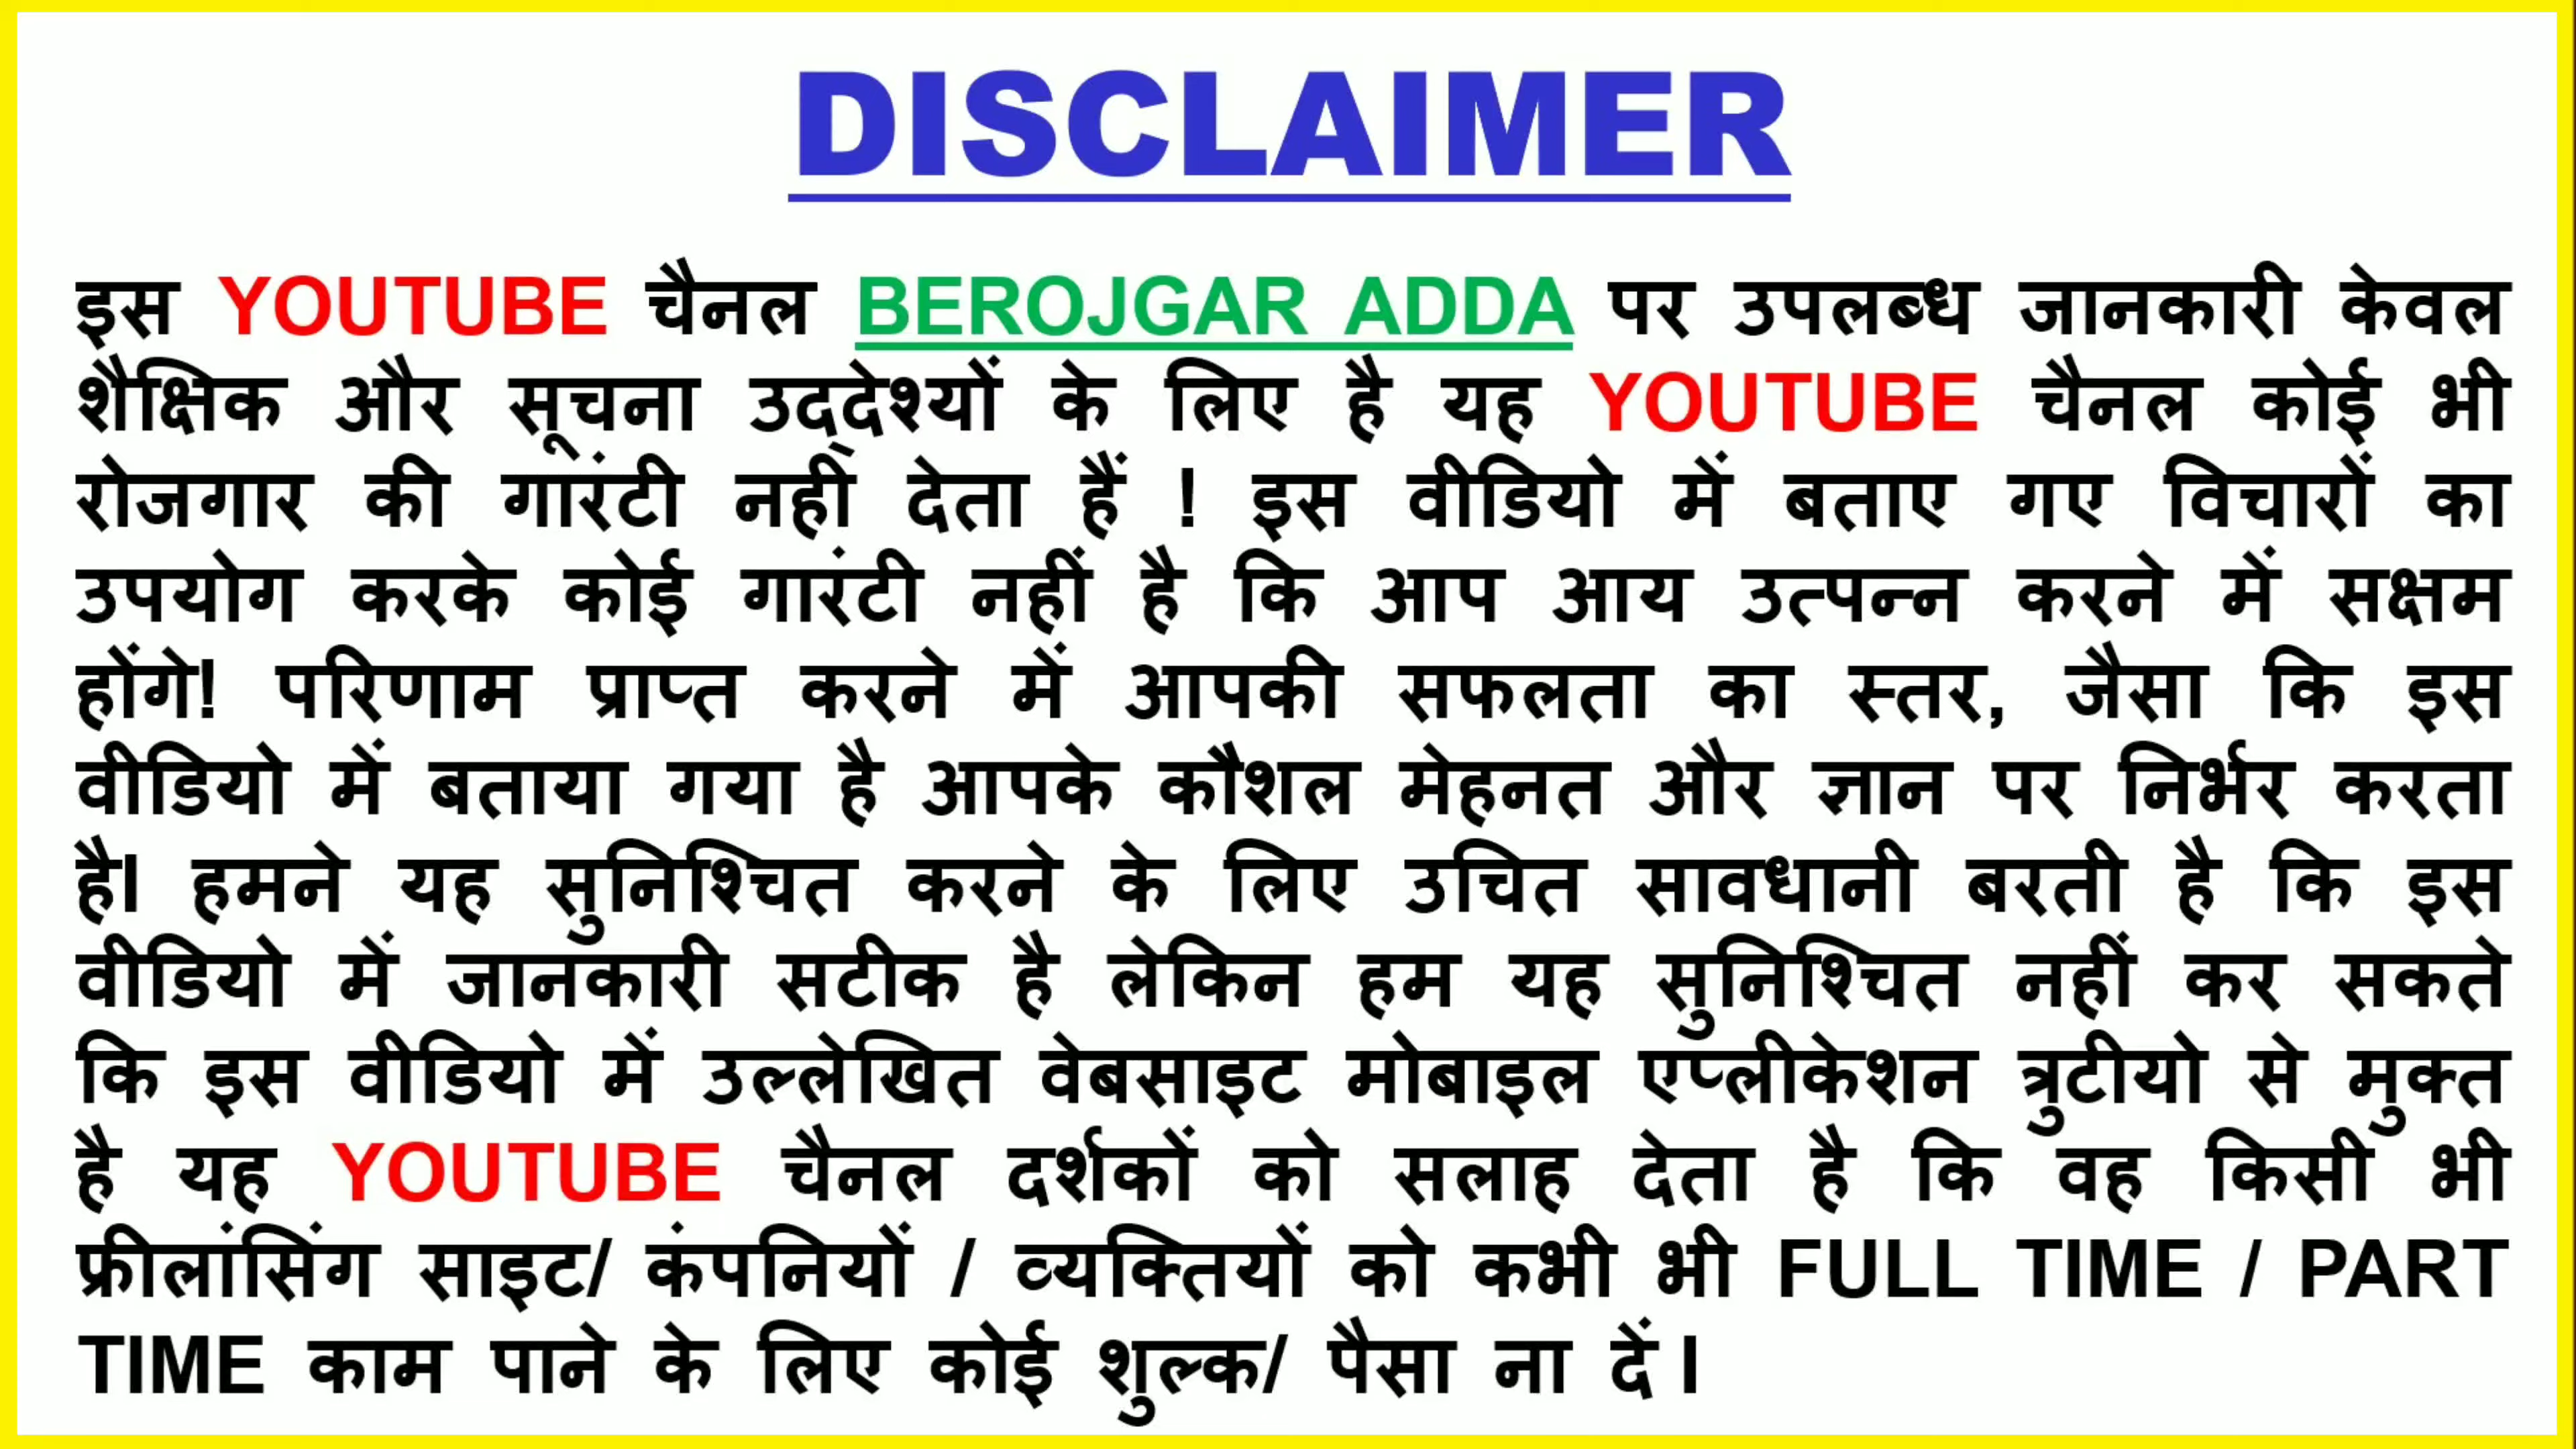 DISCLAIMER
इस YOUTUBE चैनल BEROJGAR ADDA पर उपलब्ध जानकारी केवल
शैक्षिक और सूचना उद्देश्यों के लिए है यह YOUTUBE चैनल कोई भी
रोजगार की गारंटी नहीं देता हैं ! इस वीडियो में बताए गए विचारों का
उपयोग करके कोई गारंटी नहीं है कि आप आय उत्पन्न करने में सक्षम
होंगे! परिणाम प्राप्त करने में आपकी सफलता का स्तर, जैसा कि इस
वीडियो में बताया गया है आपके कौशल मेहनत और ज्ञान पर निर्भर करता
है। हमने यह सुनिश्चित करने के लिए उचित सावधानी बरती है कि इस
वीडियो में जानकारी सटीक है लेकिन हम यह सुनिश्चित नहीं कर सकते
कि इस वीडियो में उल्लेखित वेबसाइट मोबाइल एप्लीकेशन त्रुटीयो से मुक्त
है यह YOUTUBE चैनल दर्शकों को सलाह देता है कि वह किसी भी
फ्रीलांसिंग साइट/ कंपनियों / व्यक्तियों को कभी भी FULL TIME / PART
TIME काम पाने के लिए कोई शुल्क/ पैसा ना दें ।